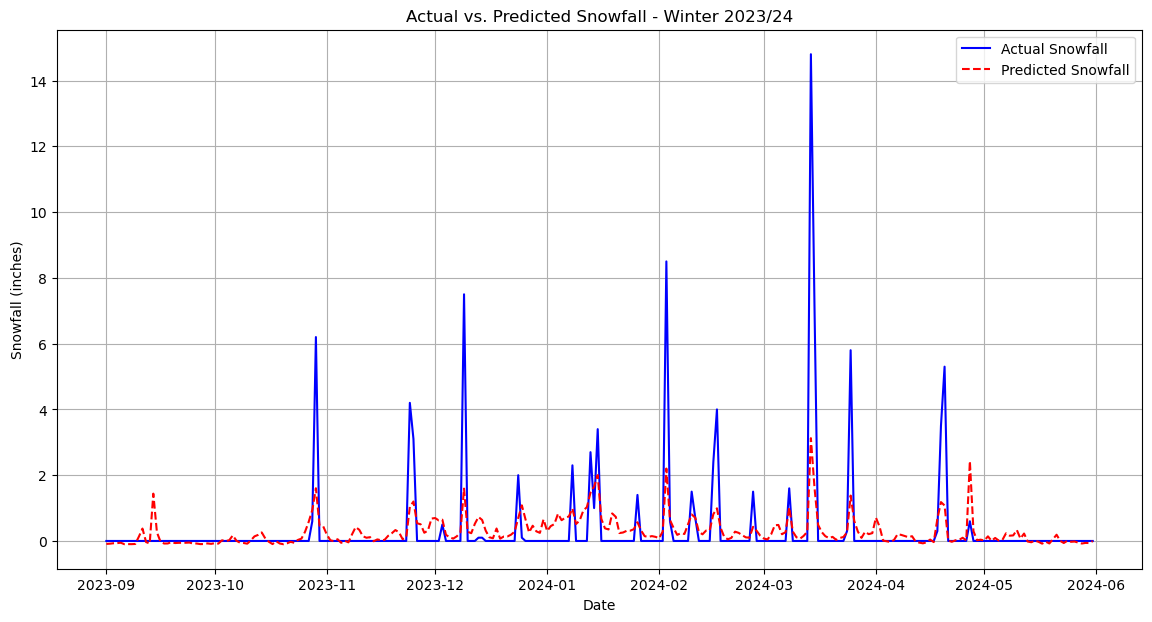 Actual vs. Predicted Snowfall - Winter 2023/24
Actual Snowfall
Predicted Snowfall
Snowfall (inches)
14
12
10
8
6
4
2
0
2023-09 2023-10 2023-11 2023-12 2024-01 2024-02 2024-03 2024-04 2024-05 2024-06
Date